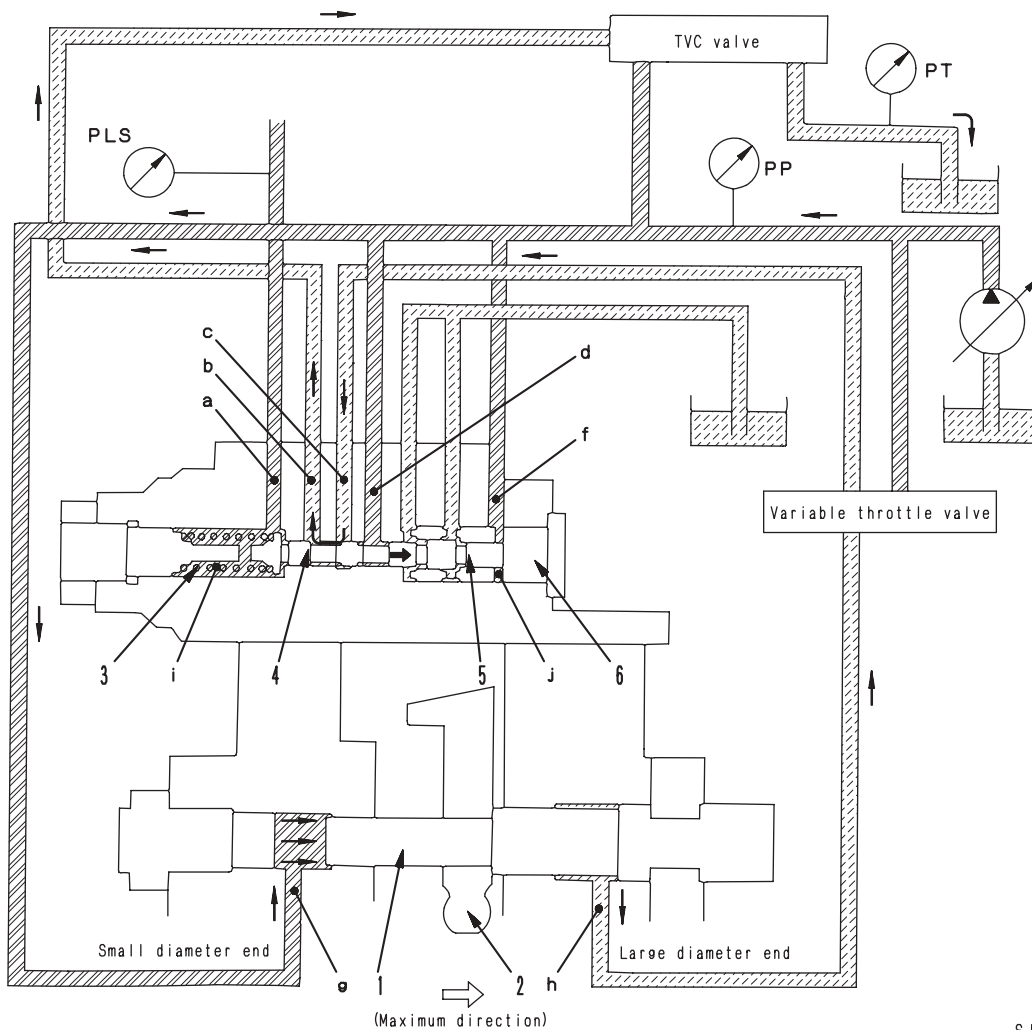 TVC valve
PT
PLS
PP
c
b
a
d
f
Variable throttle valve
3
i
4
5
j
6
Small diameter end
Large diameter end
g
1
2
h
(Maximum direction)